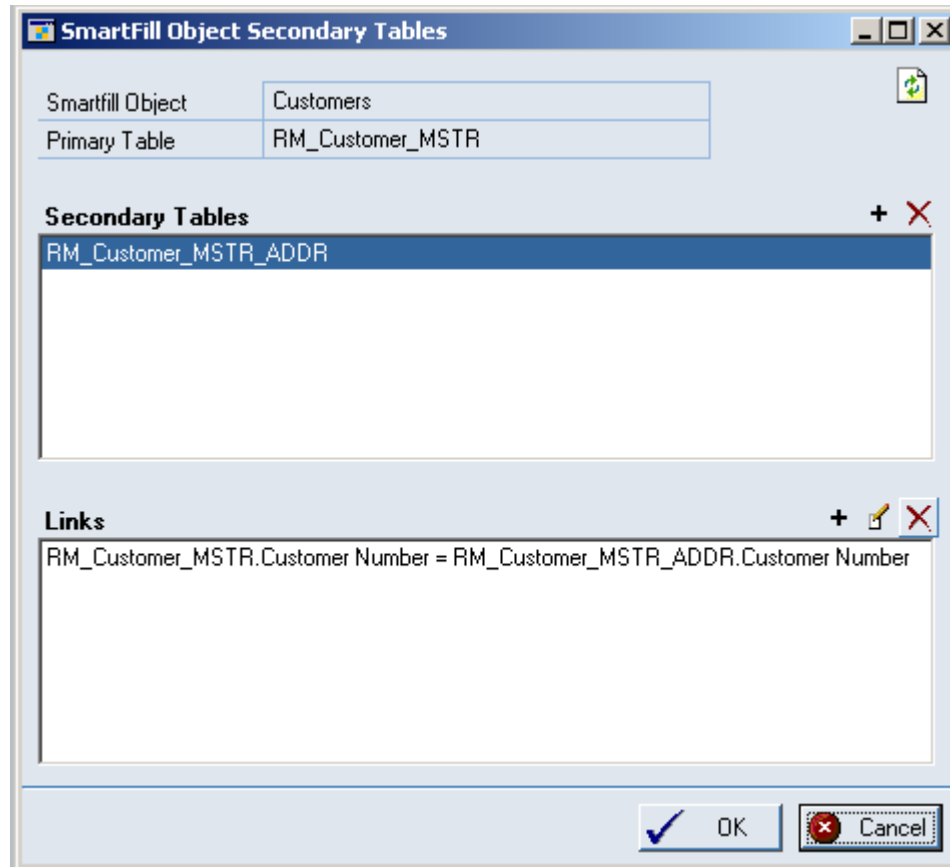 SmartFill Object Secondary Tables
Smartfill Object Customers
Primary Table RM_Customer_MSTR
Secondary Tables
RM_Customer_MSTR_ADDR
Links
RM_Customer_MSTR.Customer Number = RM_Customer_MSTR_ADDR.Customer Number
OK Cancel